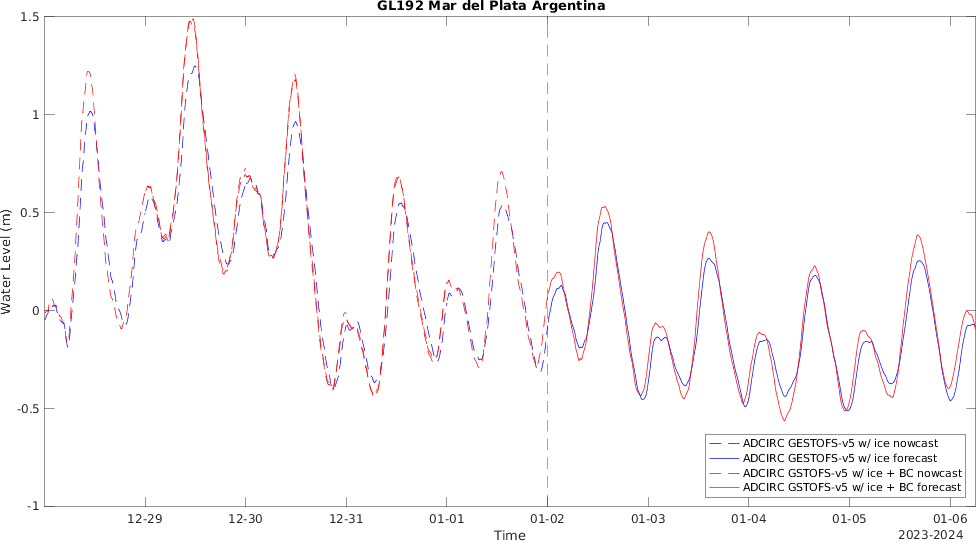 GL192 Mar del Plata Argentina
1.5
1
0.5
0
-0.5
-1
Water Level (m)
12-29
12-30
12-31
01-01
01-02
01-03
01-04
01-05
01-06
Time
2023-2024
ADCIRC GESTOFS-v5 w/ ice nowcast
ADCIRC GESTOFS-v5 w/ ice forecast
ADCIRC GSTOFS-v5 w/ ice + BC nowcast
ADCIRC GSTOFS-v5 w/ ice + BC forecast